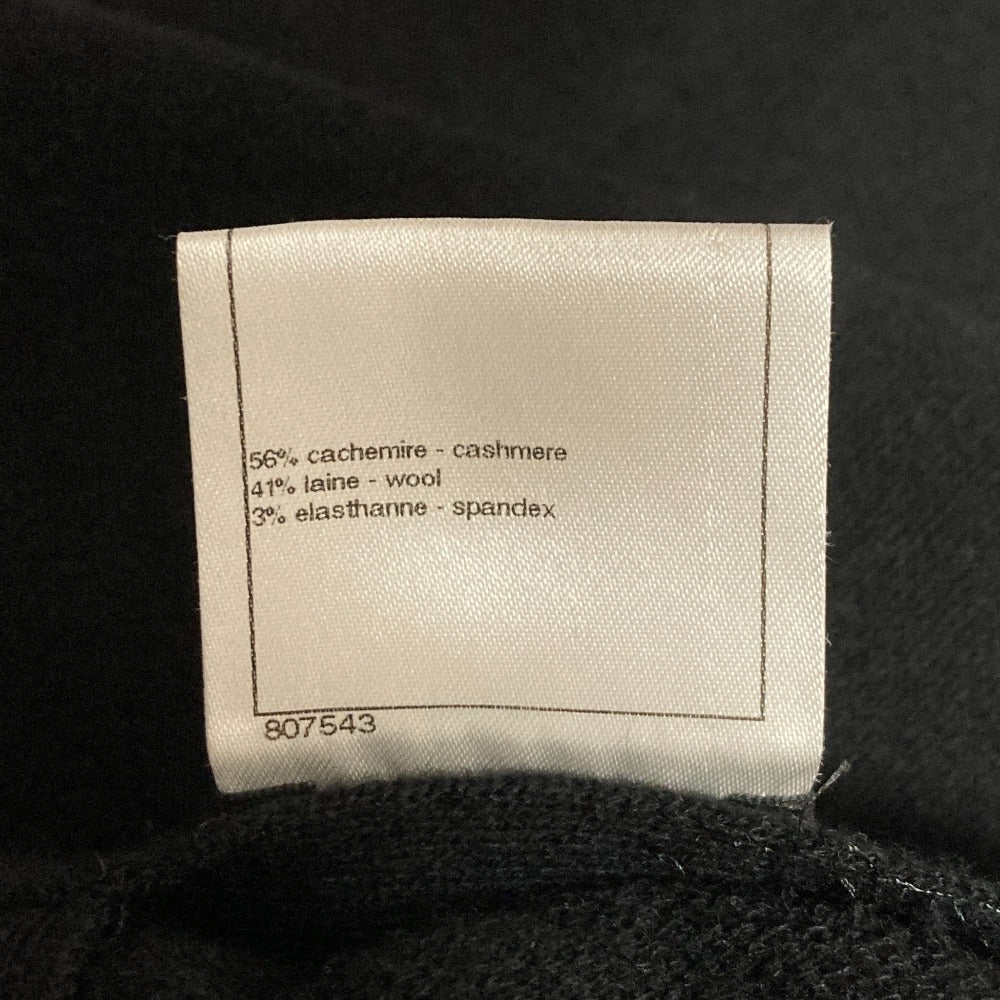 56% cachemire - cashmere
41% laine - wool
3% elasthanne - spandex
807543